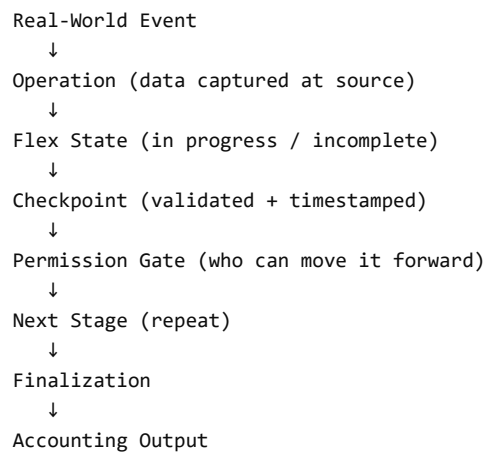 Real-World Event
↓
Operation (data captured at source)
↓
Flex State (in progress / incomplete)
↓
Checkpoint (validated + timestamped)
↓
Permission Gate (who can move it forward)
↓
Next Stage (repeat)
↓
Finalization
↓
Accounting Output